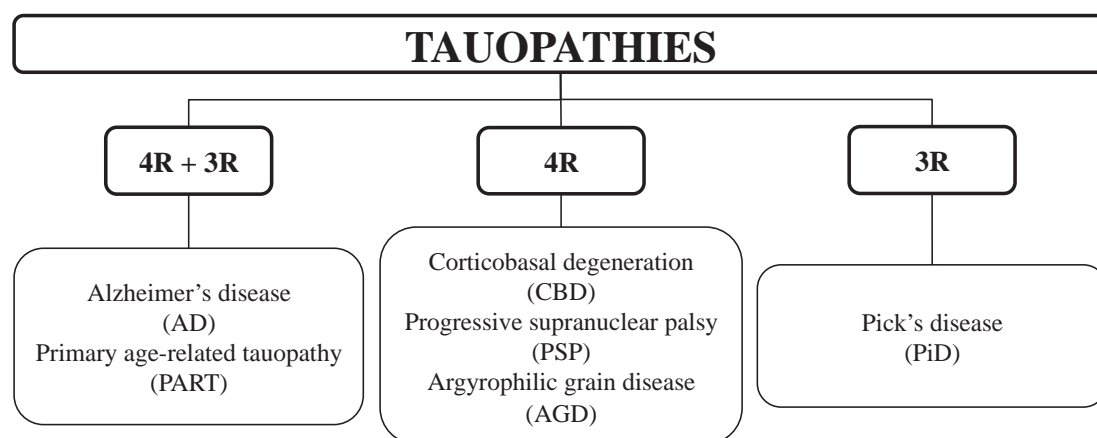 TAUOPATHIES
4R + 3R
4R
3R
Alzheimer’s disease
(AD)
Primary age-related tauopathy
(PART)
Corticobasal degeneration
(CBD)
Progressive supranuclear palsy
(PSP)
Argyrophilic grain disease
(AGD)
Pick’s disease
(PiD)